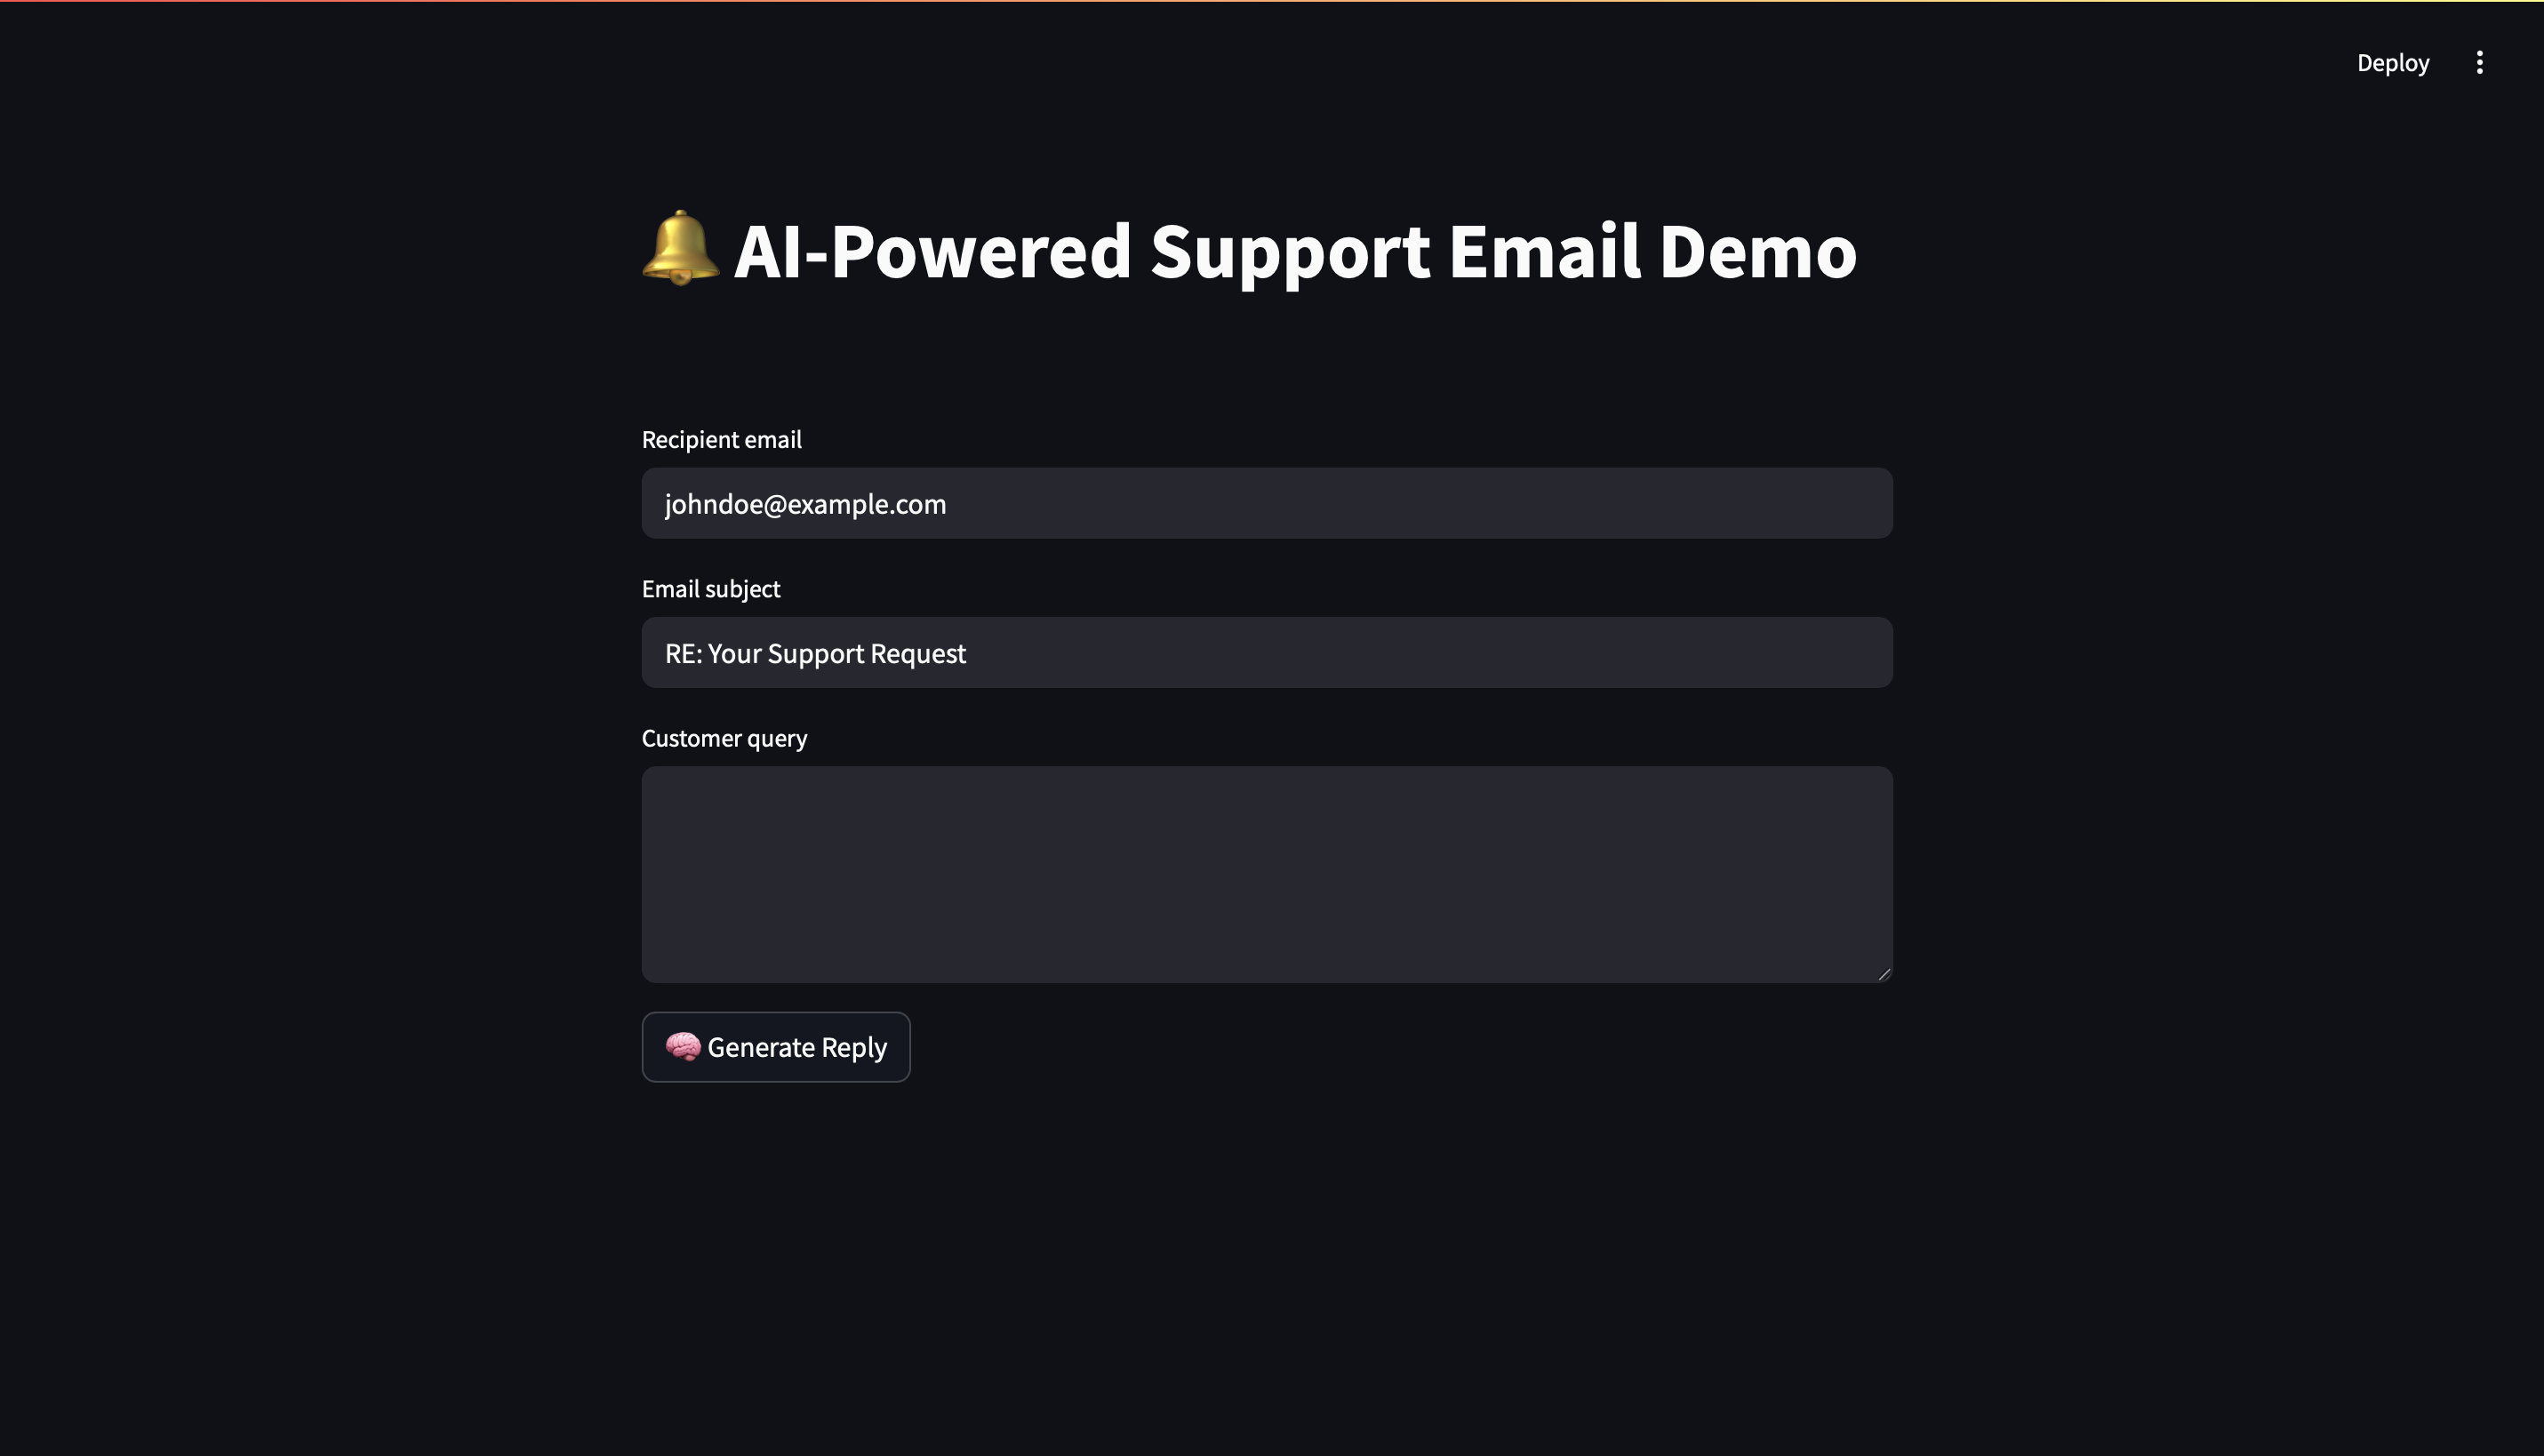 Deploy
AI-Powered Support Email Demo
Recipient email
johndoe@example.com
Email subject
RE: Your Support Request
Customer query
Generate Reply